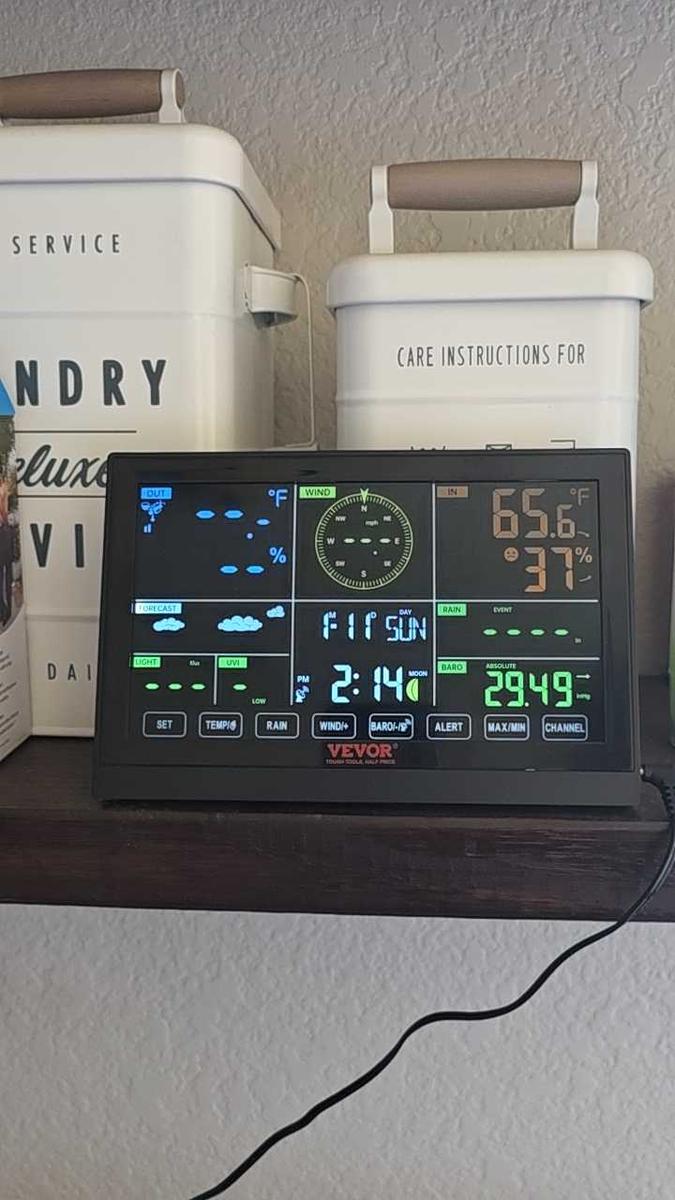 SERVICE
NDRY
eluxe
VI
DAI
CARE INSTRUCTIONS FOR
OUT
°F
%
WIND
N
NW
NE
mph
W
E
SW
SE
S
IN
65.6°F
37%
FORECAST
M
D
DAY
SUN
RAIN
EVENT
in
LIGHT
klux
UVI
LOW
PM
2:14
MOON
BARO
ABSOLUTE
29.49
inHg
SET
TEMP/
RAIN
WIND/+
BARO/-/
ALERT
MAX/MIN
CHANNEL
VEVOR®
TOUGH TOOLS, HALF PRICE